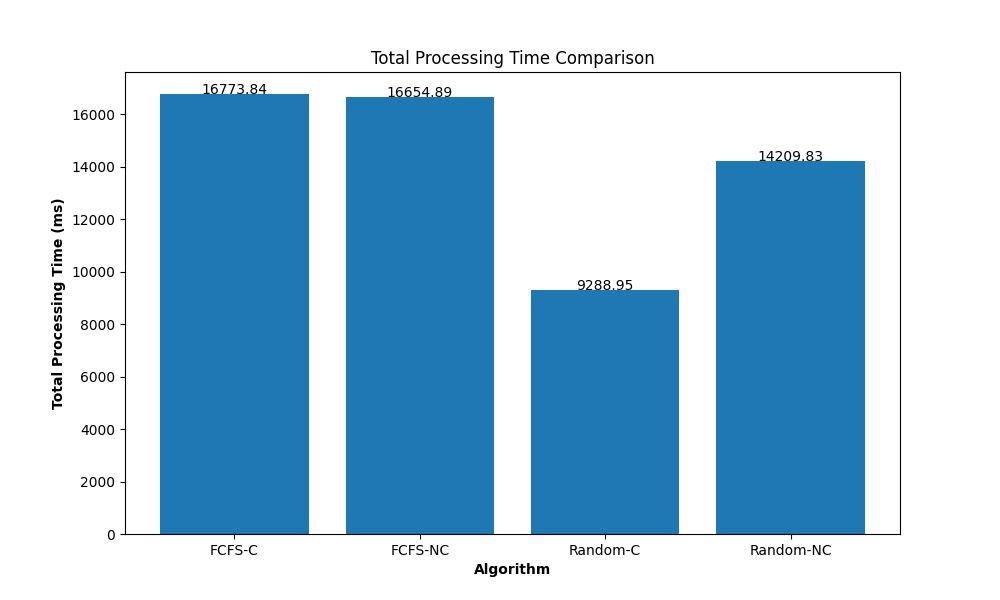 Total Processing Time Comparison
16773.84
16654.89
9288.95
14209.83
Total Processing Time (ms)
16000
14000
12000
10000
8000
6000
4000
2000
0
FCFS-C
FCFS-NC
Random-C
Random-NC
Algorithm